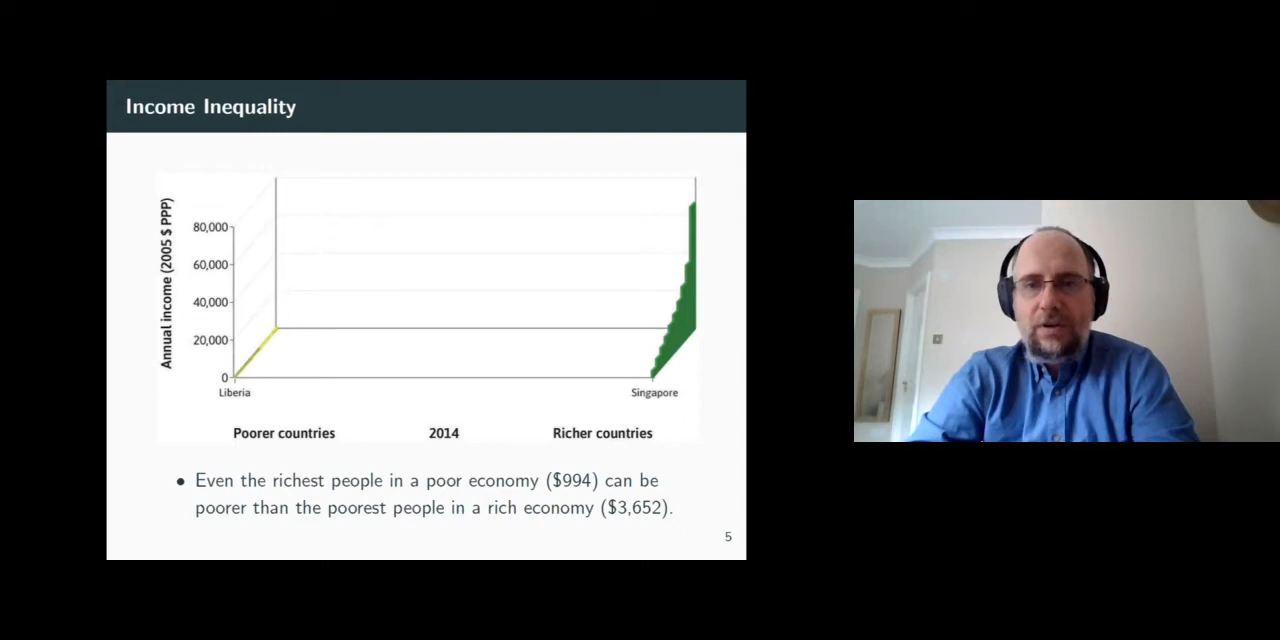 Income Inequality
Annual income (2005 $ PPP)
80,000
60,000
40,000
20,000
0
Liberia
Singapore
Poorer countries 2014 Richer countries
• Even the richest people in a poor economy ($994) can be
poorer than the poorest people in a rich economy ($3,652).
5